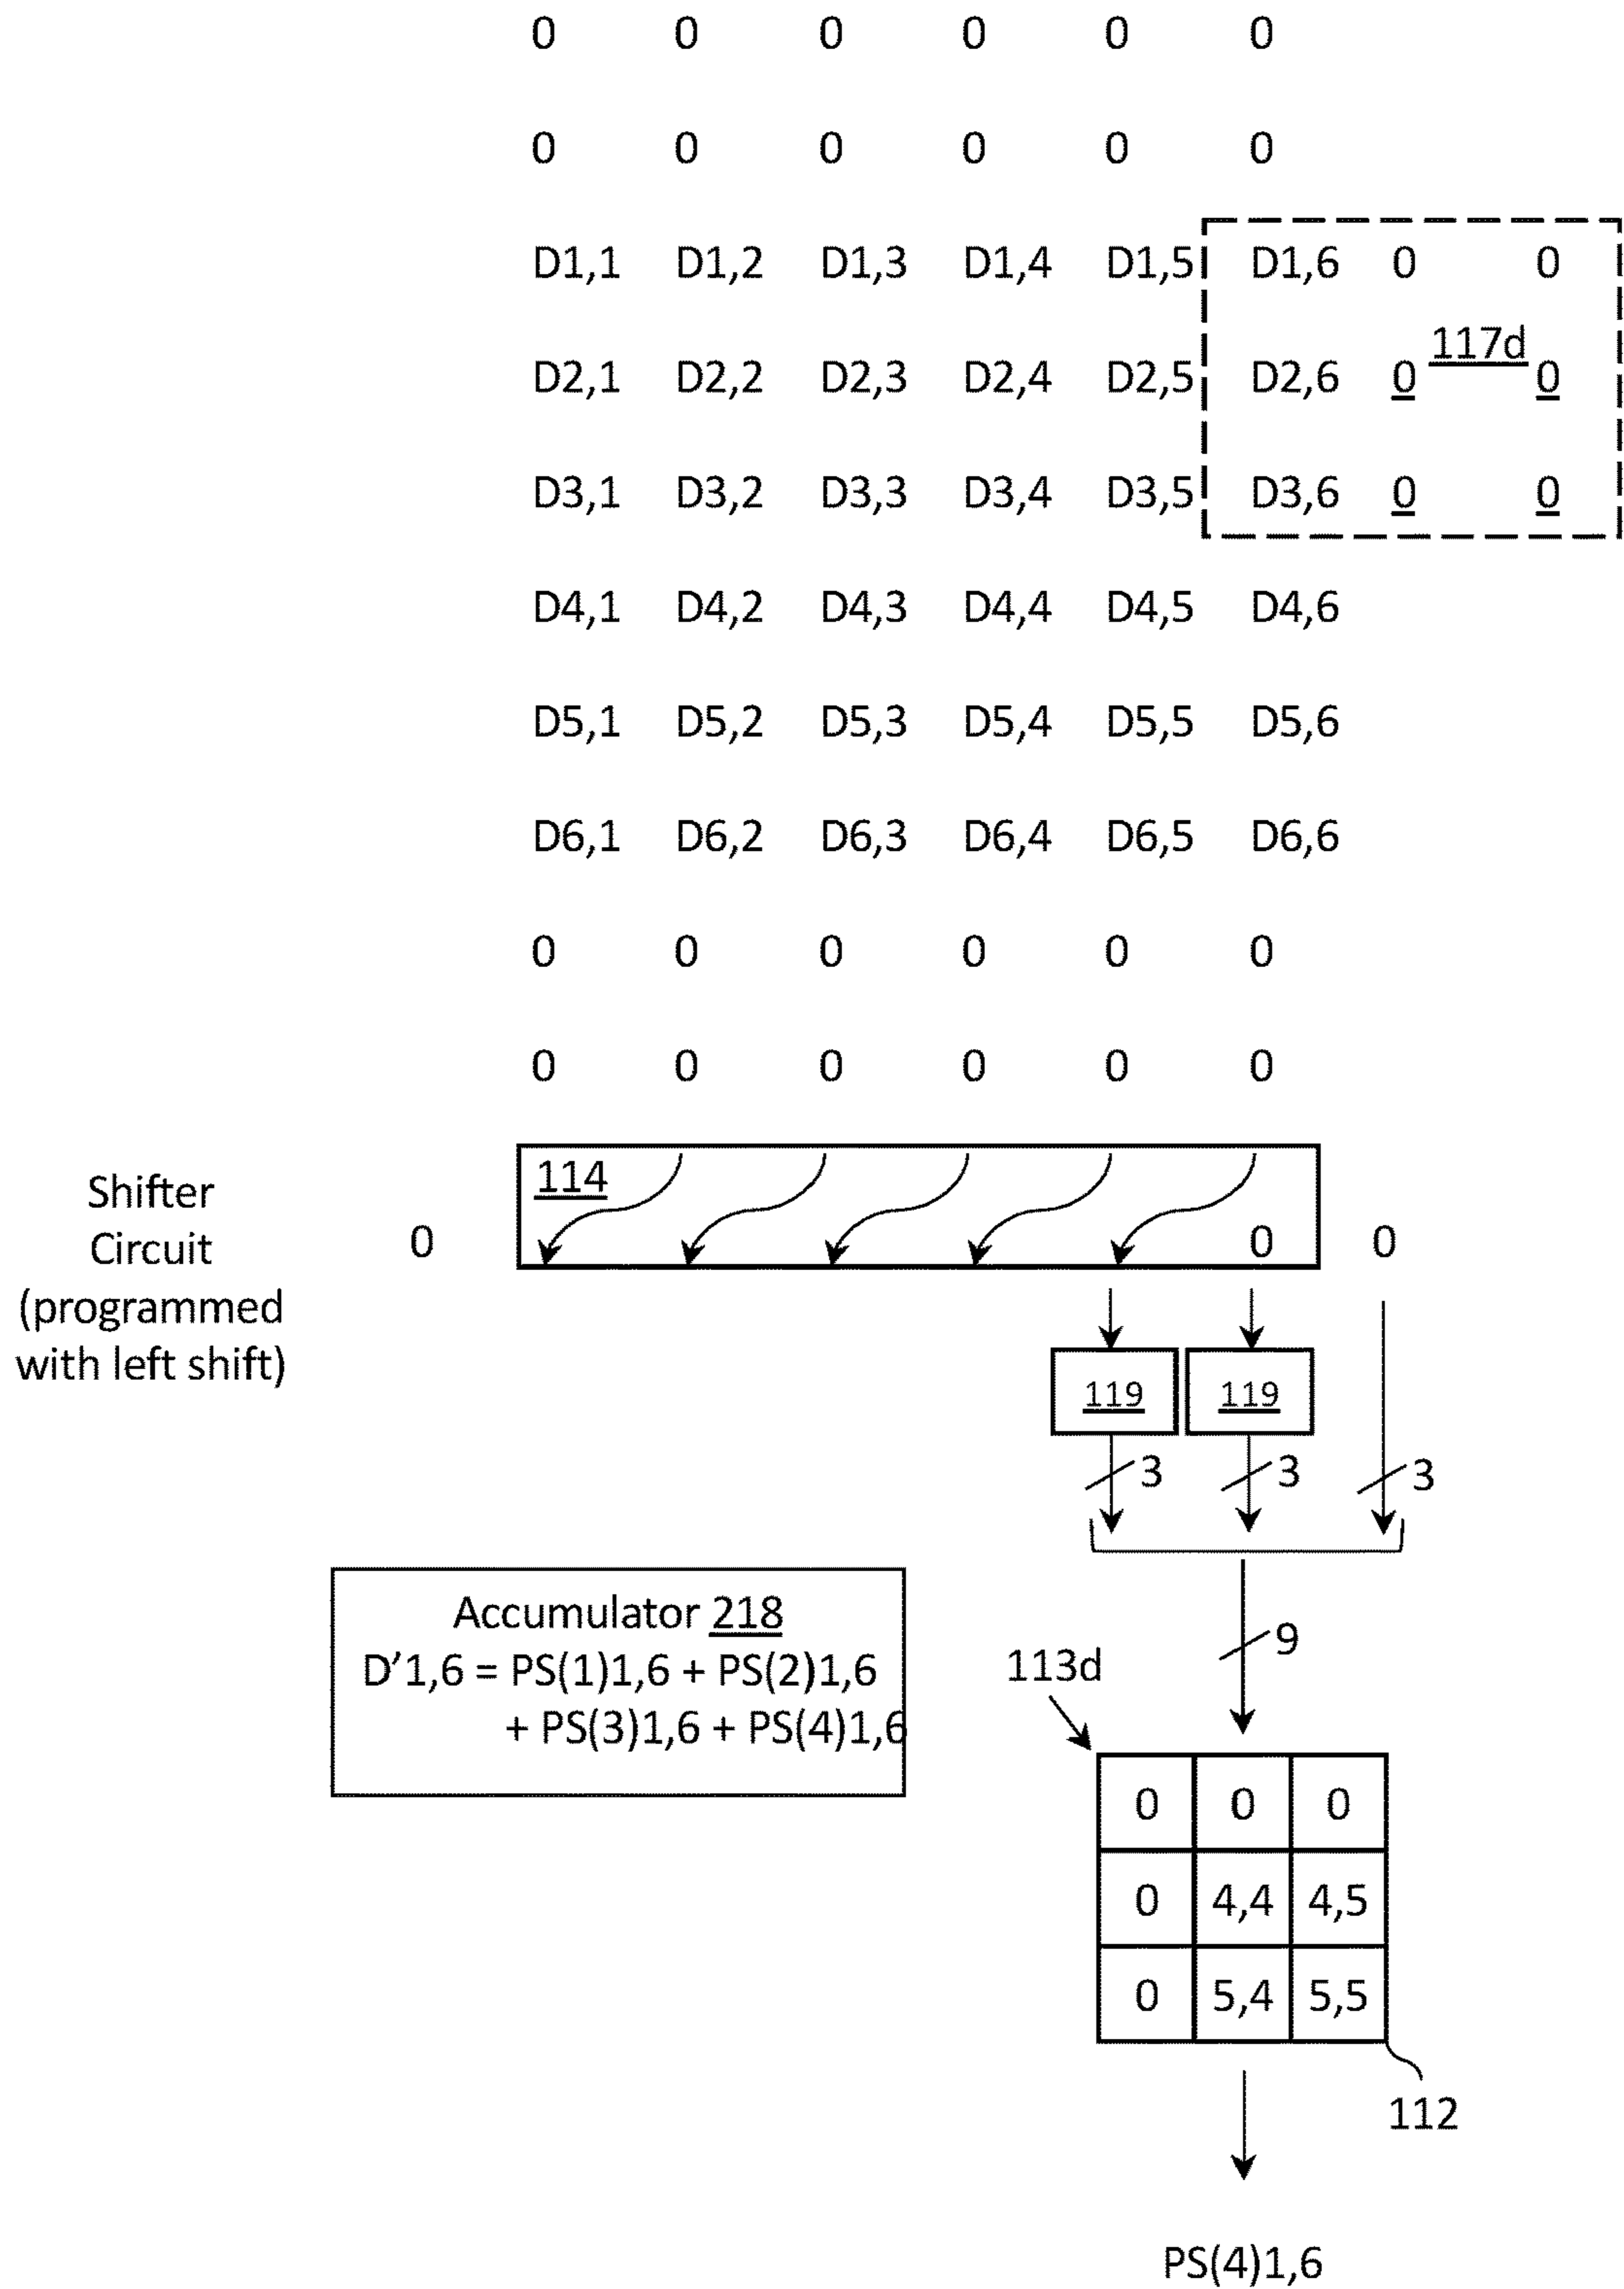 0 0 0 0 0 0
0 0 0 0 0 0
D1,1 D1,2 D1,3 D1,4 D1,5 D1,6 0 0
117d
D2,1 D2,2 D2,3 D2,4 D2,5 D2,6 0 0
D3,1 D3,2 D3,3 D3,4 D3,5 D3,6 0 0
D4,1 D4,2 D4,3 D4,4 D4,5 D4,6
D5,1 D5,2 D5,3 D5,4 D5,5 D5,6
D6,1 D6,2 D6,3 D6,4 D6,5 D6,6
0 0 0 0 0 0
0 0 0 0 0 0
Shifter
Circuit
(programmed
with left shift)
114
0 0 0
119 119
3 3 3
9
Accumulator 218
D’1,6 = PS(1)1,6 + PS(2)1,6
+ PS(3)1,6 + PS(4)1,6
113d
0 0 0
0 4,4 4,5
0 5,4 5,5
112
PS(4)1,6